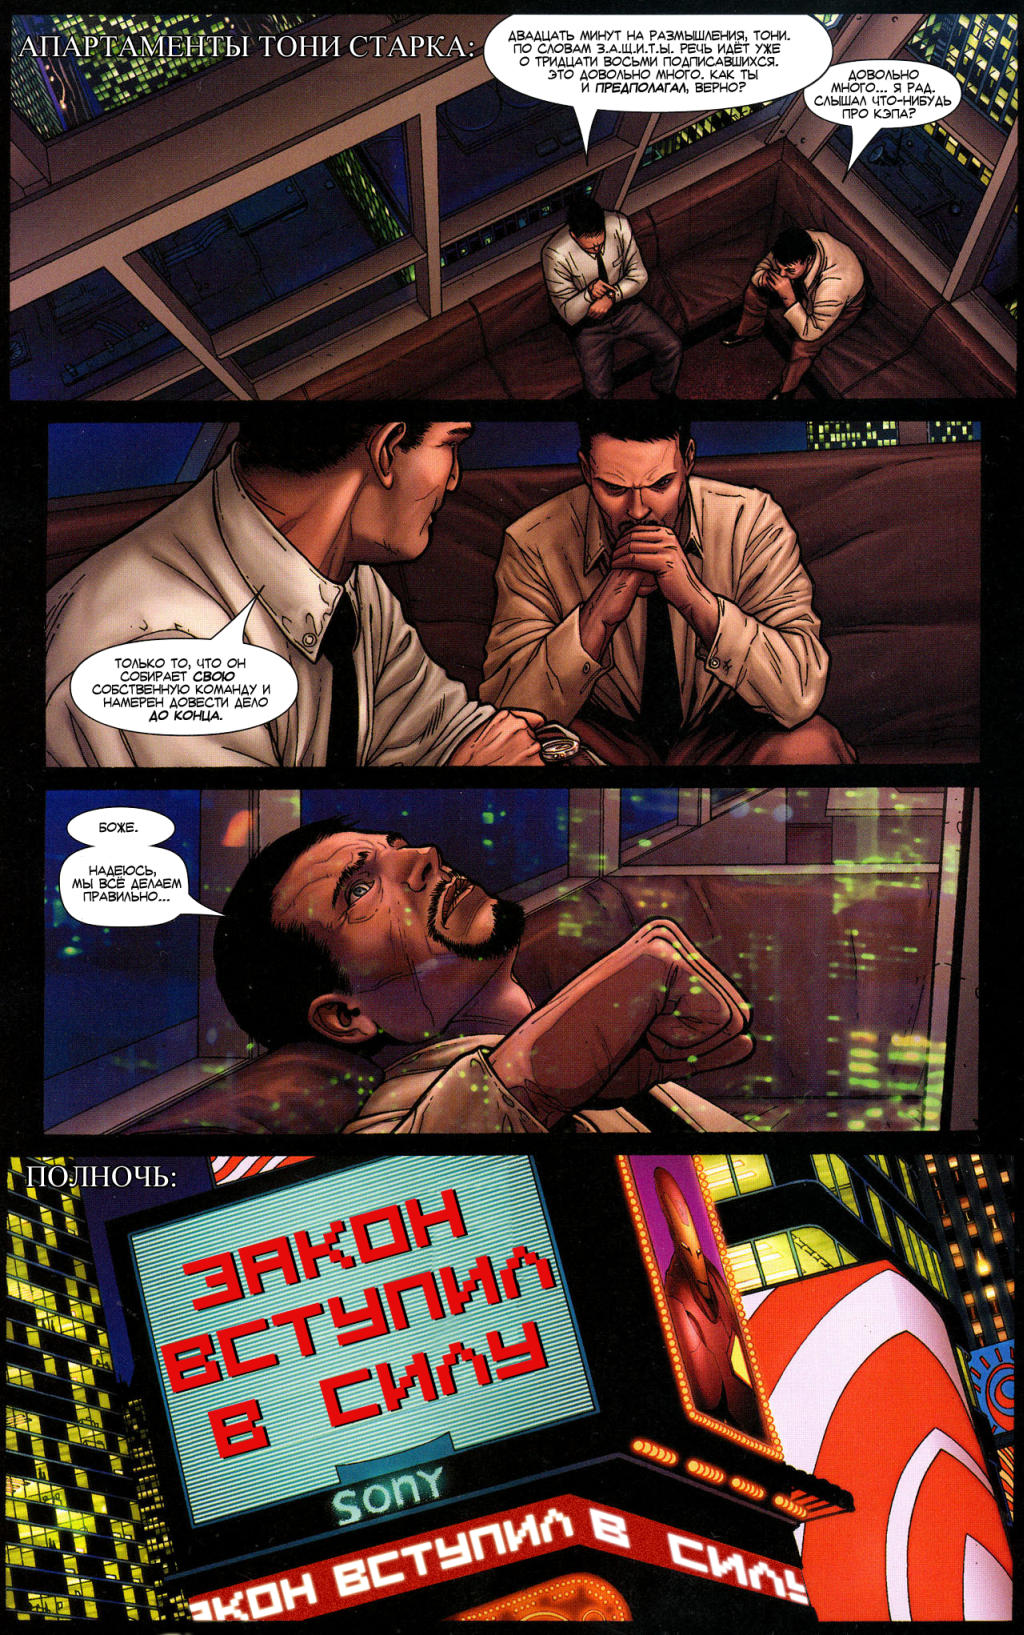 АПАРТАМЕНТЫ ТОНИ СТАРКА:
ДВАДЦАТЬ МИНУТ НА РАЗМЫШЛЕНИЯ, ТОНИ.
ПО СЛОВАМ З.А.Щ.И.Т.Ы. РЕЧЬ ИДЁТ УЖЕ
О ТРИДЦАТИ ВОСЬМИ ПОДПИСАВШИХСЯ.
ЭТО ДОВОЛЬНО МНОГО. КАК ТЫ
И ПРЕДПОЛАГАЛ, ВЕРНО?
ДОВОЛЬНО
МНОГО... Я РАД.
СЛЫШАЛ ЧТО-НИБУДЬ
ПРО КЭПА?
ТОЛЬКО ТО, ЧТО ОН
СОБИРАЕТ СВОЮ
СОБСТВЕННУЮ КОМАНДУ И
НАМЕРЕН ДОВЕСТИ ДЕЛО
ДО КОНЦА.
БОЖЕ.
НАДЕЮСЬ,
МЫ ВСЁ ДЕЛАЕМ
ПРАВИЛЬНО...
ПОЛНОЧЬ:
ЗАКОН
ВСТУПИЛ
В СИЛУ
SONY
ЗАКОН ВСТУПИЛ В СИЛУ